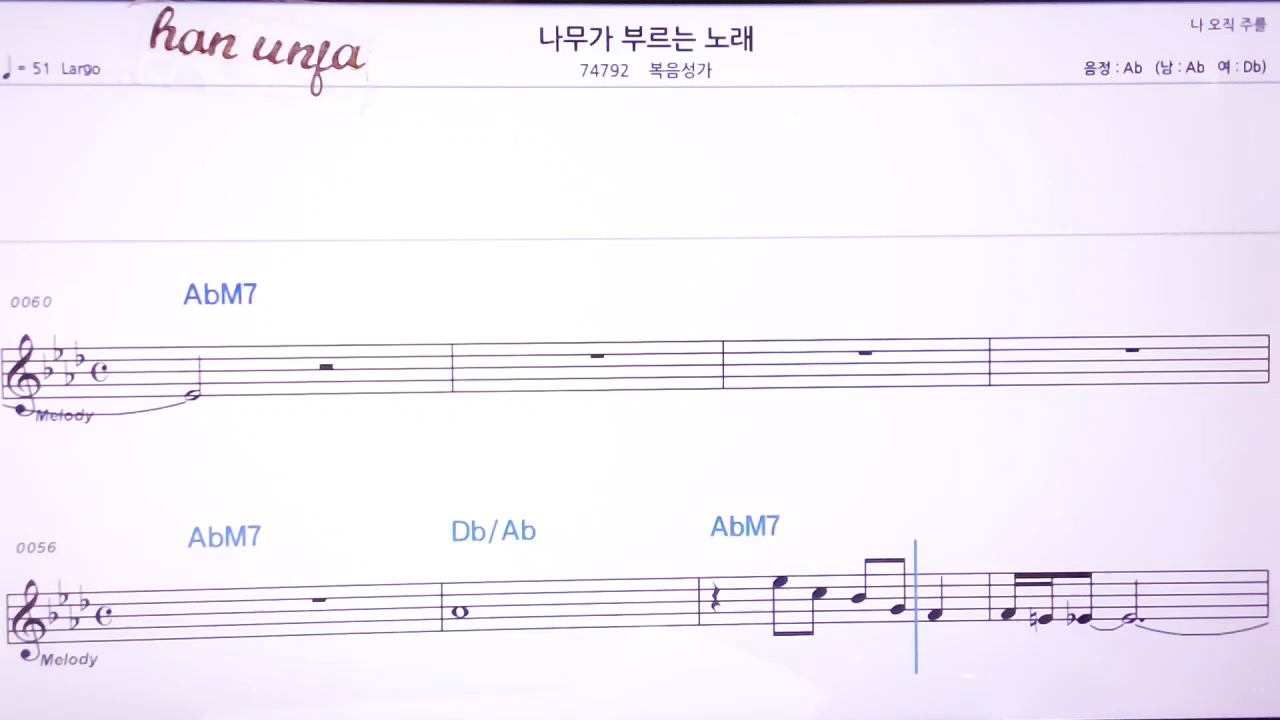 han unfa
나무가 부르는 노래
나 오직 주를
♩= 51 Largo
74792 복음성가
음정 : Ab (남 : Ab 여 : Db)
AbM7
0060
Melody
AbM7 Db/Ab AbM7
0056
Melody